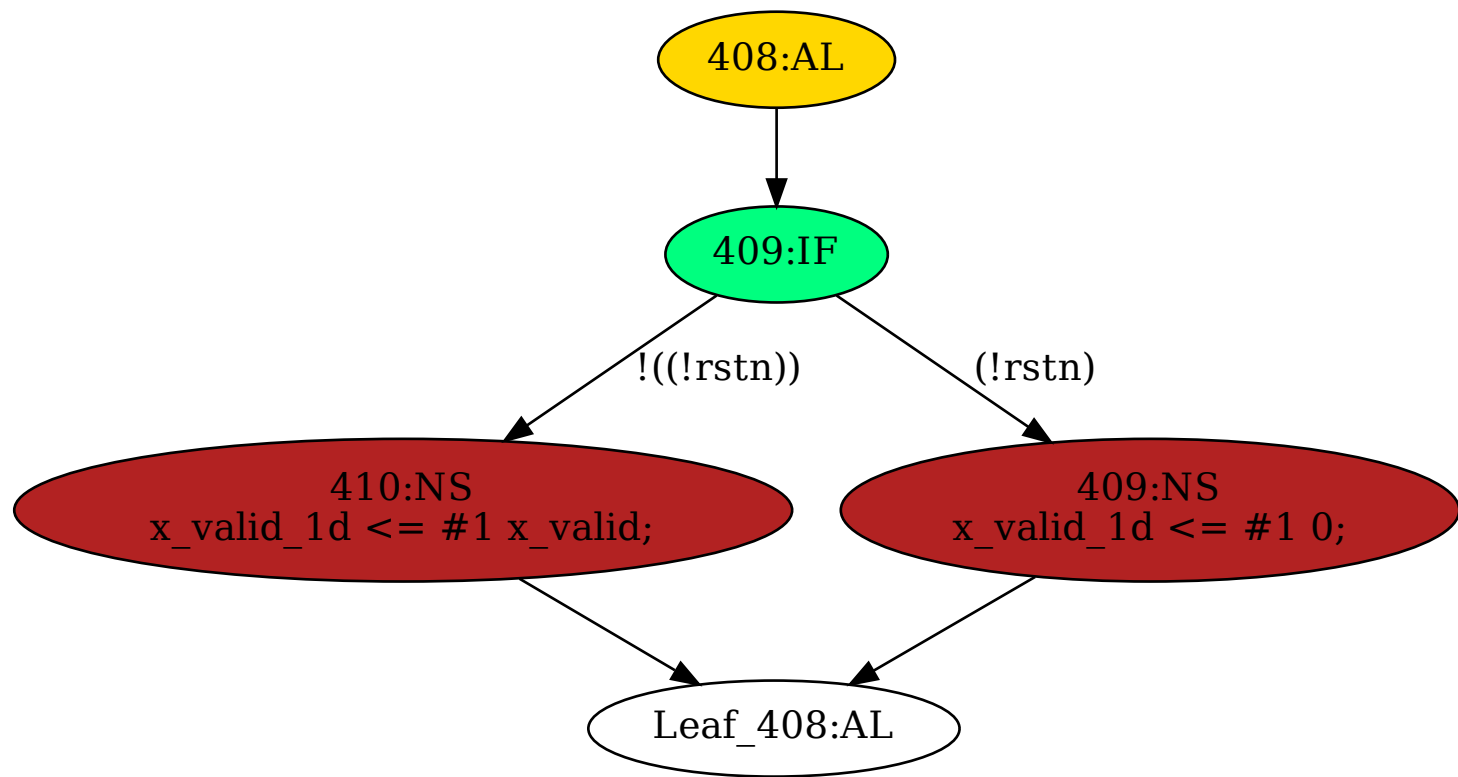 408:AL
409:IF
!((!rstn))
(!rstn)
410:NS
x_valid_1d <= #1 x_valid;
409:NS
x_valid_1d <= #1 0;
Leaf_408:AL